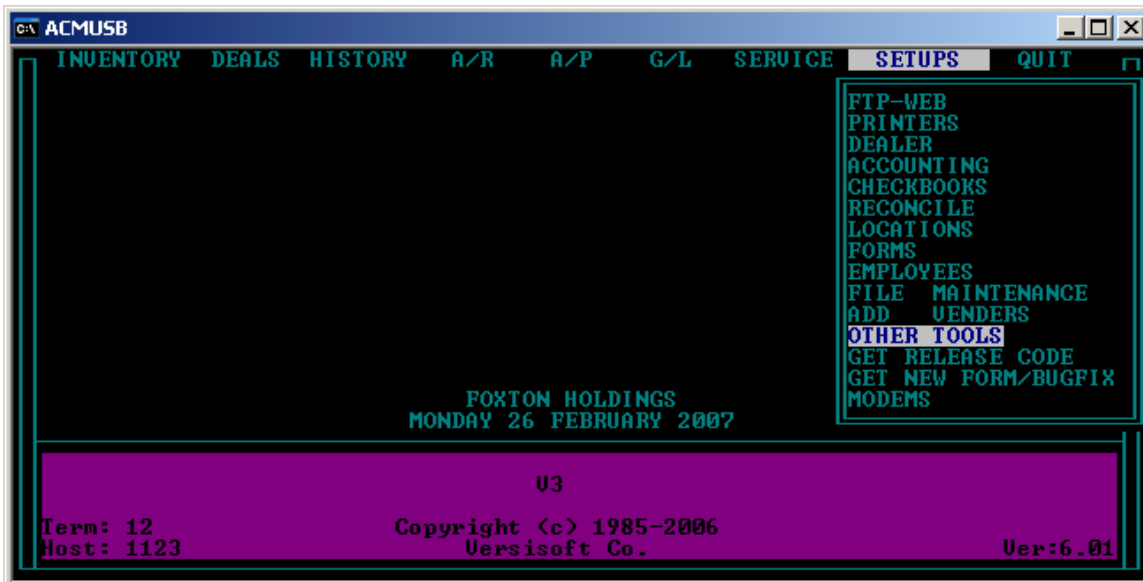 ACMUSB
INVENTORY DEALS HISTORY A/R A/P G/L SERVICE SETUPS QUIT
FTP-WEB
PRINTERS
DEALER
ACCOUNTING
CHECKBOOKS
RECONCILE
LOCATIONS
FORMS
EMPLOYEES
FILE MAINTENANCE
ADD VENDERS
OTHER TOOLS
GET RELEASE CODE
GET NEW FORM/BUGFIX
MODEMS
FOXTON HOLDINGS
MONDAY 26 FEBRUARY 2007
V3
Term: 12 Copyright (c) 1985-2006
Host: 1123 Versisoft Co. Ver:6.01